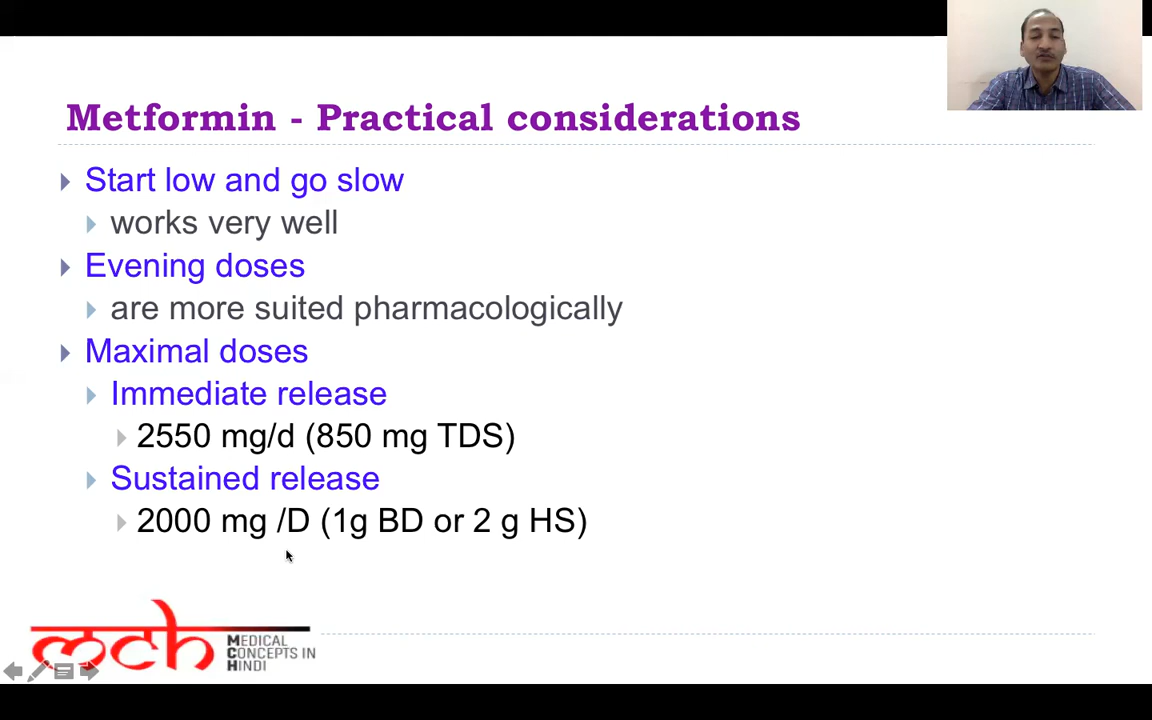 Metformin - Practical considerations
Start low and go slow
works very well
Evening doses
are more suited pharmacologically
Maximal doses
Immediate release
2550 mg/d (850 mg TDS)
Sustained release
2000 mg /D (1g BD or 2 g HS)
mch
MEDICAL
CONCEPTS IN
HINDI